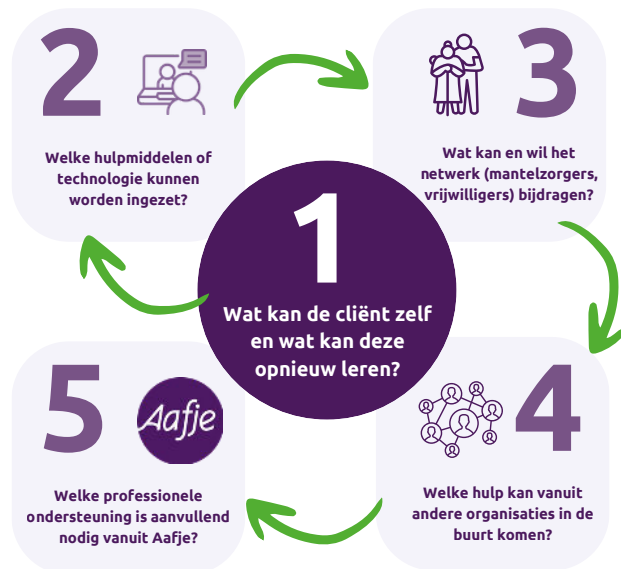 1
Wat kan de cliënt zelf
en wat kan deze
opnieuw leren?
2
Welke hulpmiddelen of
technologie kunnen
worden ingezet?
3
Wat kan en wil het
netwerk (mantelzorgers,
vrijwilligers) bijdragen?
4
Welke hulp kan vanuit
andere organisaties in de
buurt komen?
5
Aafje
Welke professionele
ondersteuning is aanvullend
nodig vanuit Aafje?